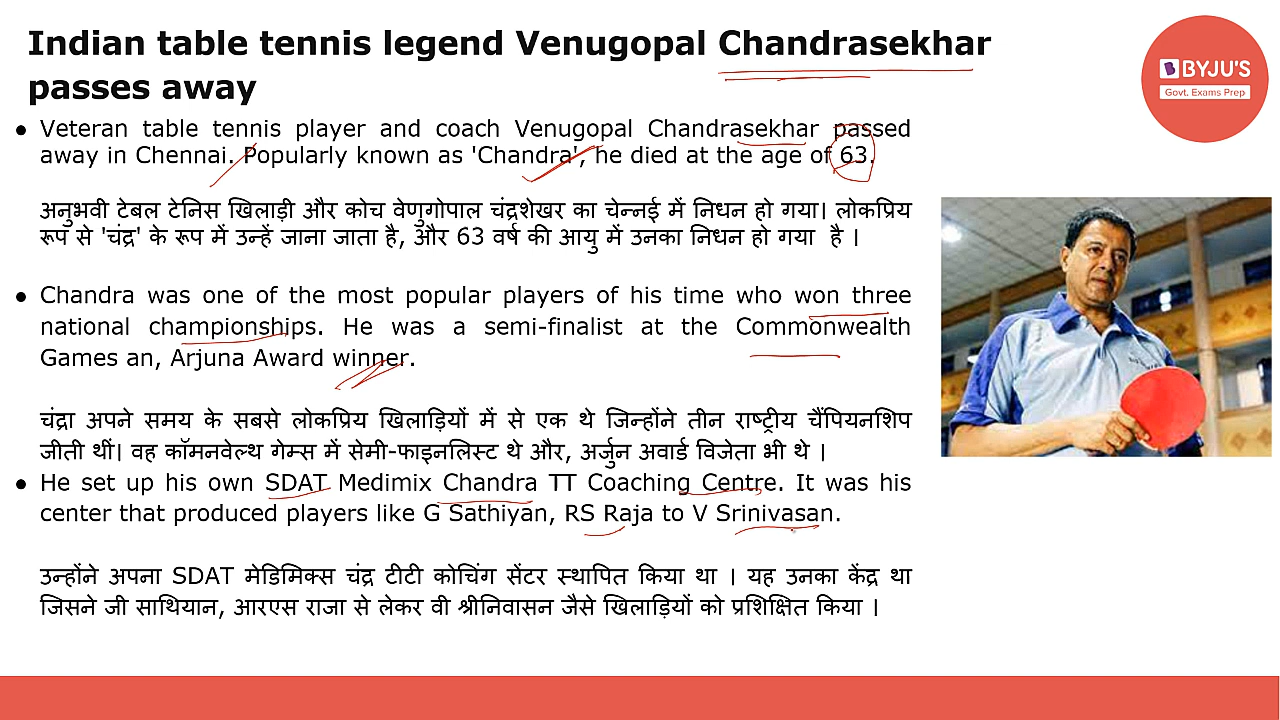 Indian table tennis legend Venugopal Chandrasekhar
passes away
BYJU'S
Govt. Exams Prep
● Veteran table tennis player and coach Venugopal Chandrasekhar passed
away in Chennai. Popularly known as 'Chandra', he died at the age of 63.
अनुभवी टेबल टेनिस खिलाड़ी और कोच वेणुगोपाल चंद्रशेखर का चेन्नई में निधन हो गया। लोकप्रिय
रूप से 'चंद्र' के रूप में उन्हें जाना जाता है, और 63 वर्ष की आयु में उनका निधन हो गया है ।
● Chandra was one of the most popular players of his time who won three
national championships. He was a semi-finalist at the Commonwealth
Games an, Arjuna Award winner.
चंद्रा अपने समय के सबसे लोकप्रिय खिलाड़ियों में से एक थे जिन्होंने तीन राष्ट्रीय चैंपियनशिप
जीती थीं। वह कॉमनवेल्थ गेम्स में सेमी-फाइनलिस्ट थे और, अर्जुन अवार्ड विजेता भी थे ।
● He set up his own SDAT Medimix Chandra TT Coaching Centre. It was his
center that produced players like G Sathiyan, RS Raja to V Srinivasan.
उन्होंने अपना SDAT मेडिमिक्स चंद्र टीटी कोचिंग सेंटर स्थापित किया था । यह उनका केंद्र था
जिसने जी साथियान, आरएस राजा से लेकर वी श्रीनिवासन जैसे खिलाड़ियों को प्रशिक्षित किया ।